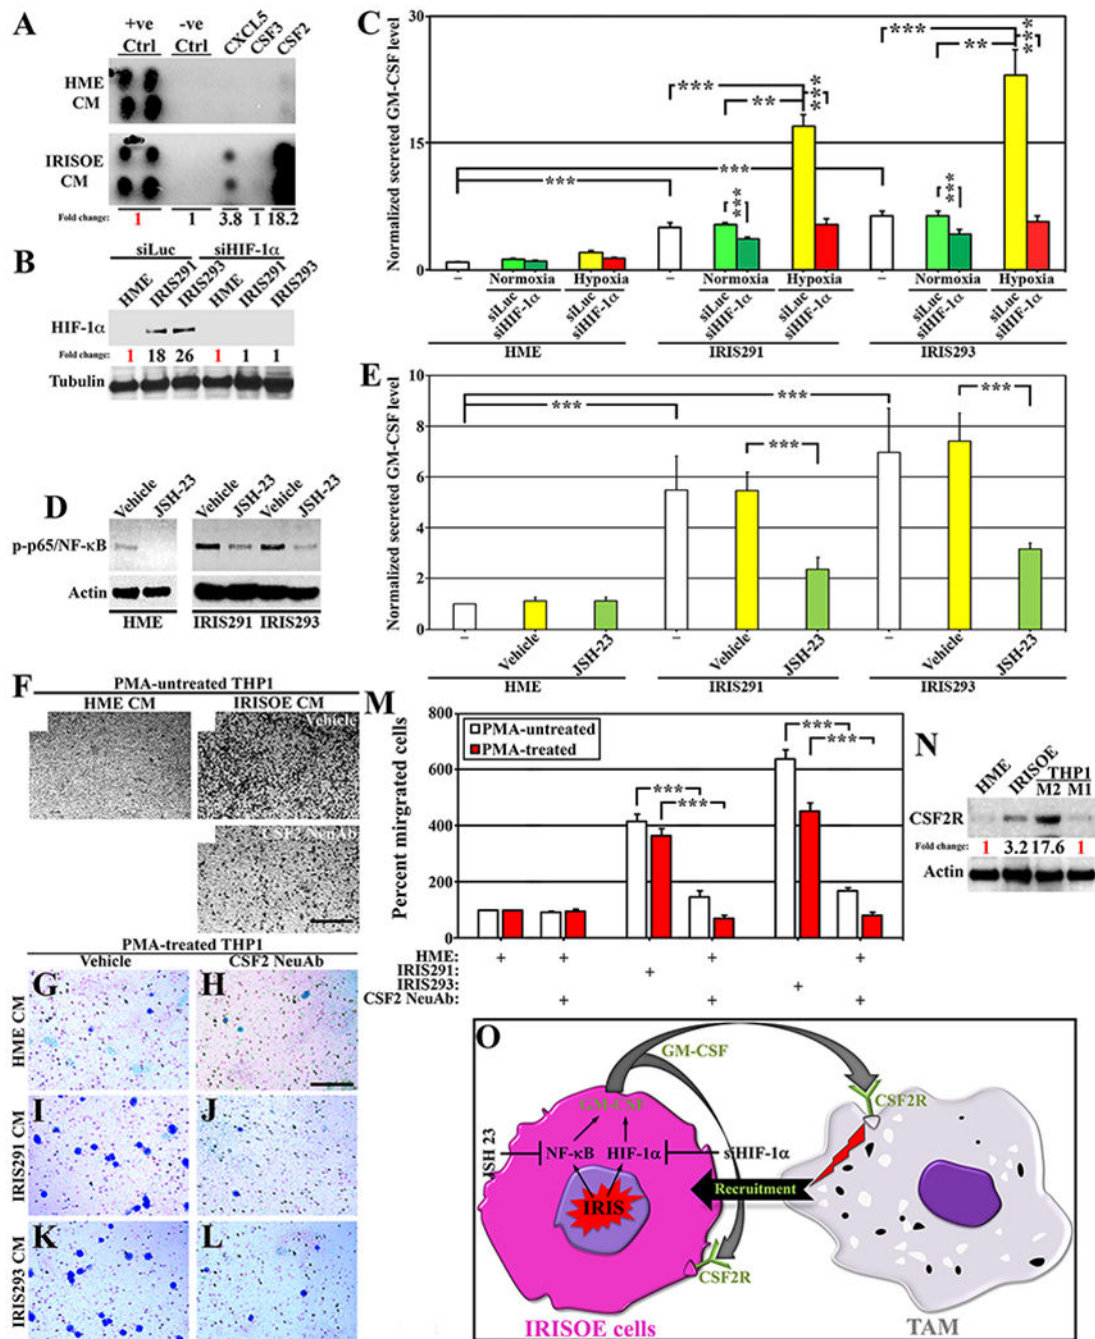 A
+ve
Ctrl
-ve
Ctrl
CXCL5
CSF3
CSF2
HME
CM
IRISOE
CM
Fold change: 1 1 3.8 1 18.2
B
siLuc siHIF-1α
HME IRIS291 IRIS293 HME IRIS291 IRIS293
HIF-1α
Fold change: 1 18 26 1 1 1
Tubulin
C
Normalized secreted GM-CSF level
30
15
0
*** *** *** ** *** *** *** *** ** *** ***
– Normoxia Hypoxia – Normoxia Hypoxia – Normoxia Hypoxia
siLuc siHIF-1α siLuc siHIF-1α siLuc siHIF-1α siLuc siHIF-1α siLuc siHIF-1α siLuc siHIF-1α
HME IRIS291 IRIS293
D
Vehicle JSH-23 Vehicle JSH-23 Vehicle JSH-23
p-p65/NF-κB
Actin
HME IRIS291 IRIS293
E
Normalized secreted GM-CSF level
10
8
6
4
2
0
*** *** *** ***
– Vehicle JSH-23 – Vehicle JSH-23 – Vehicle JSH-23
HME IRIS291 IRIS293
F
PMA-untreated THP1
HME CM IRISOE CM
Vehicle
CSF2 NeuAb
PMA-treated THP1
Vehicle CSF2 NeuAb
HME CM
G H
IRIS291 CM
I J
IRIS293 CM
K L
M
Percent mirgrated cells
800
600
400
200
0
PMA-untreated
PMA-treated
*** *** *** ***
HME: + + + +
IRIS291: +
IRIS293: +
CSF2 NeuAb: + + +
N
HME IRISOE THP1
M2 M1
CSF2R
Fold change: 1 3.2 17.6 1
Actin
O
GM-CSF
GM-CSF
CSF2R
JSH 23
NF-κB HIF-1α
siHIF-1α
IRIS
Recruitment
CSF2R
IRISOE cells
TAM